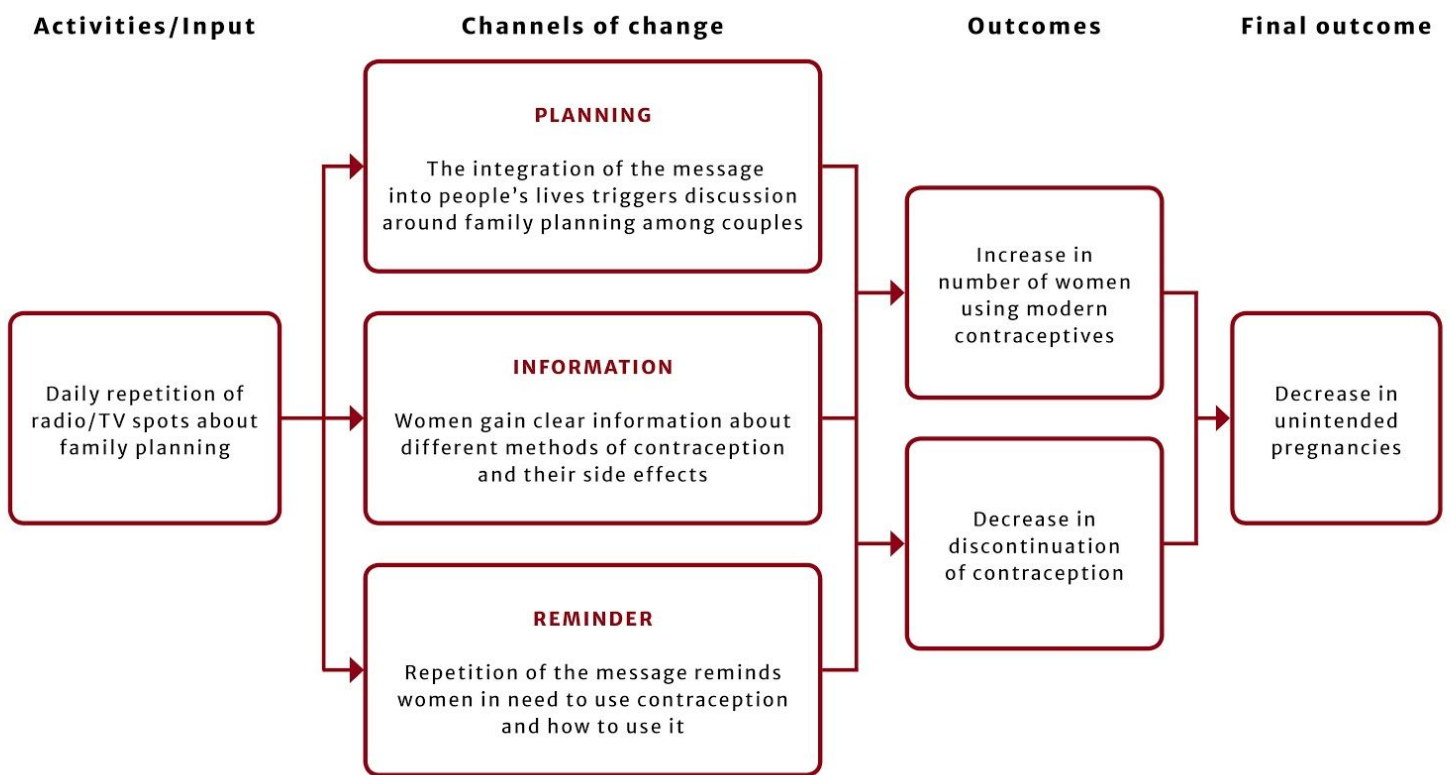 Activities/Input
Channels of change
Outcomes
Final outcome
Daily repetition of
radio/TV spots about
family planning
PLANNING
The integration of the message
into people’s lives triggers discussion
around family planning among couples
INFORMATION
Women gain clear information about
different methods of contraception
and their side effects
REMINDER
Repetition of the message reminds
women in need to use contraception
and how to use it
Increase in
number of women
using modern
contraceptives
Decrease in
discontinuation
of contraception
Decrease in
unintended
pregnancies